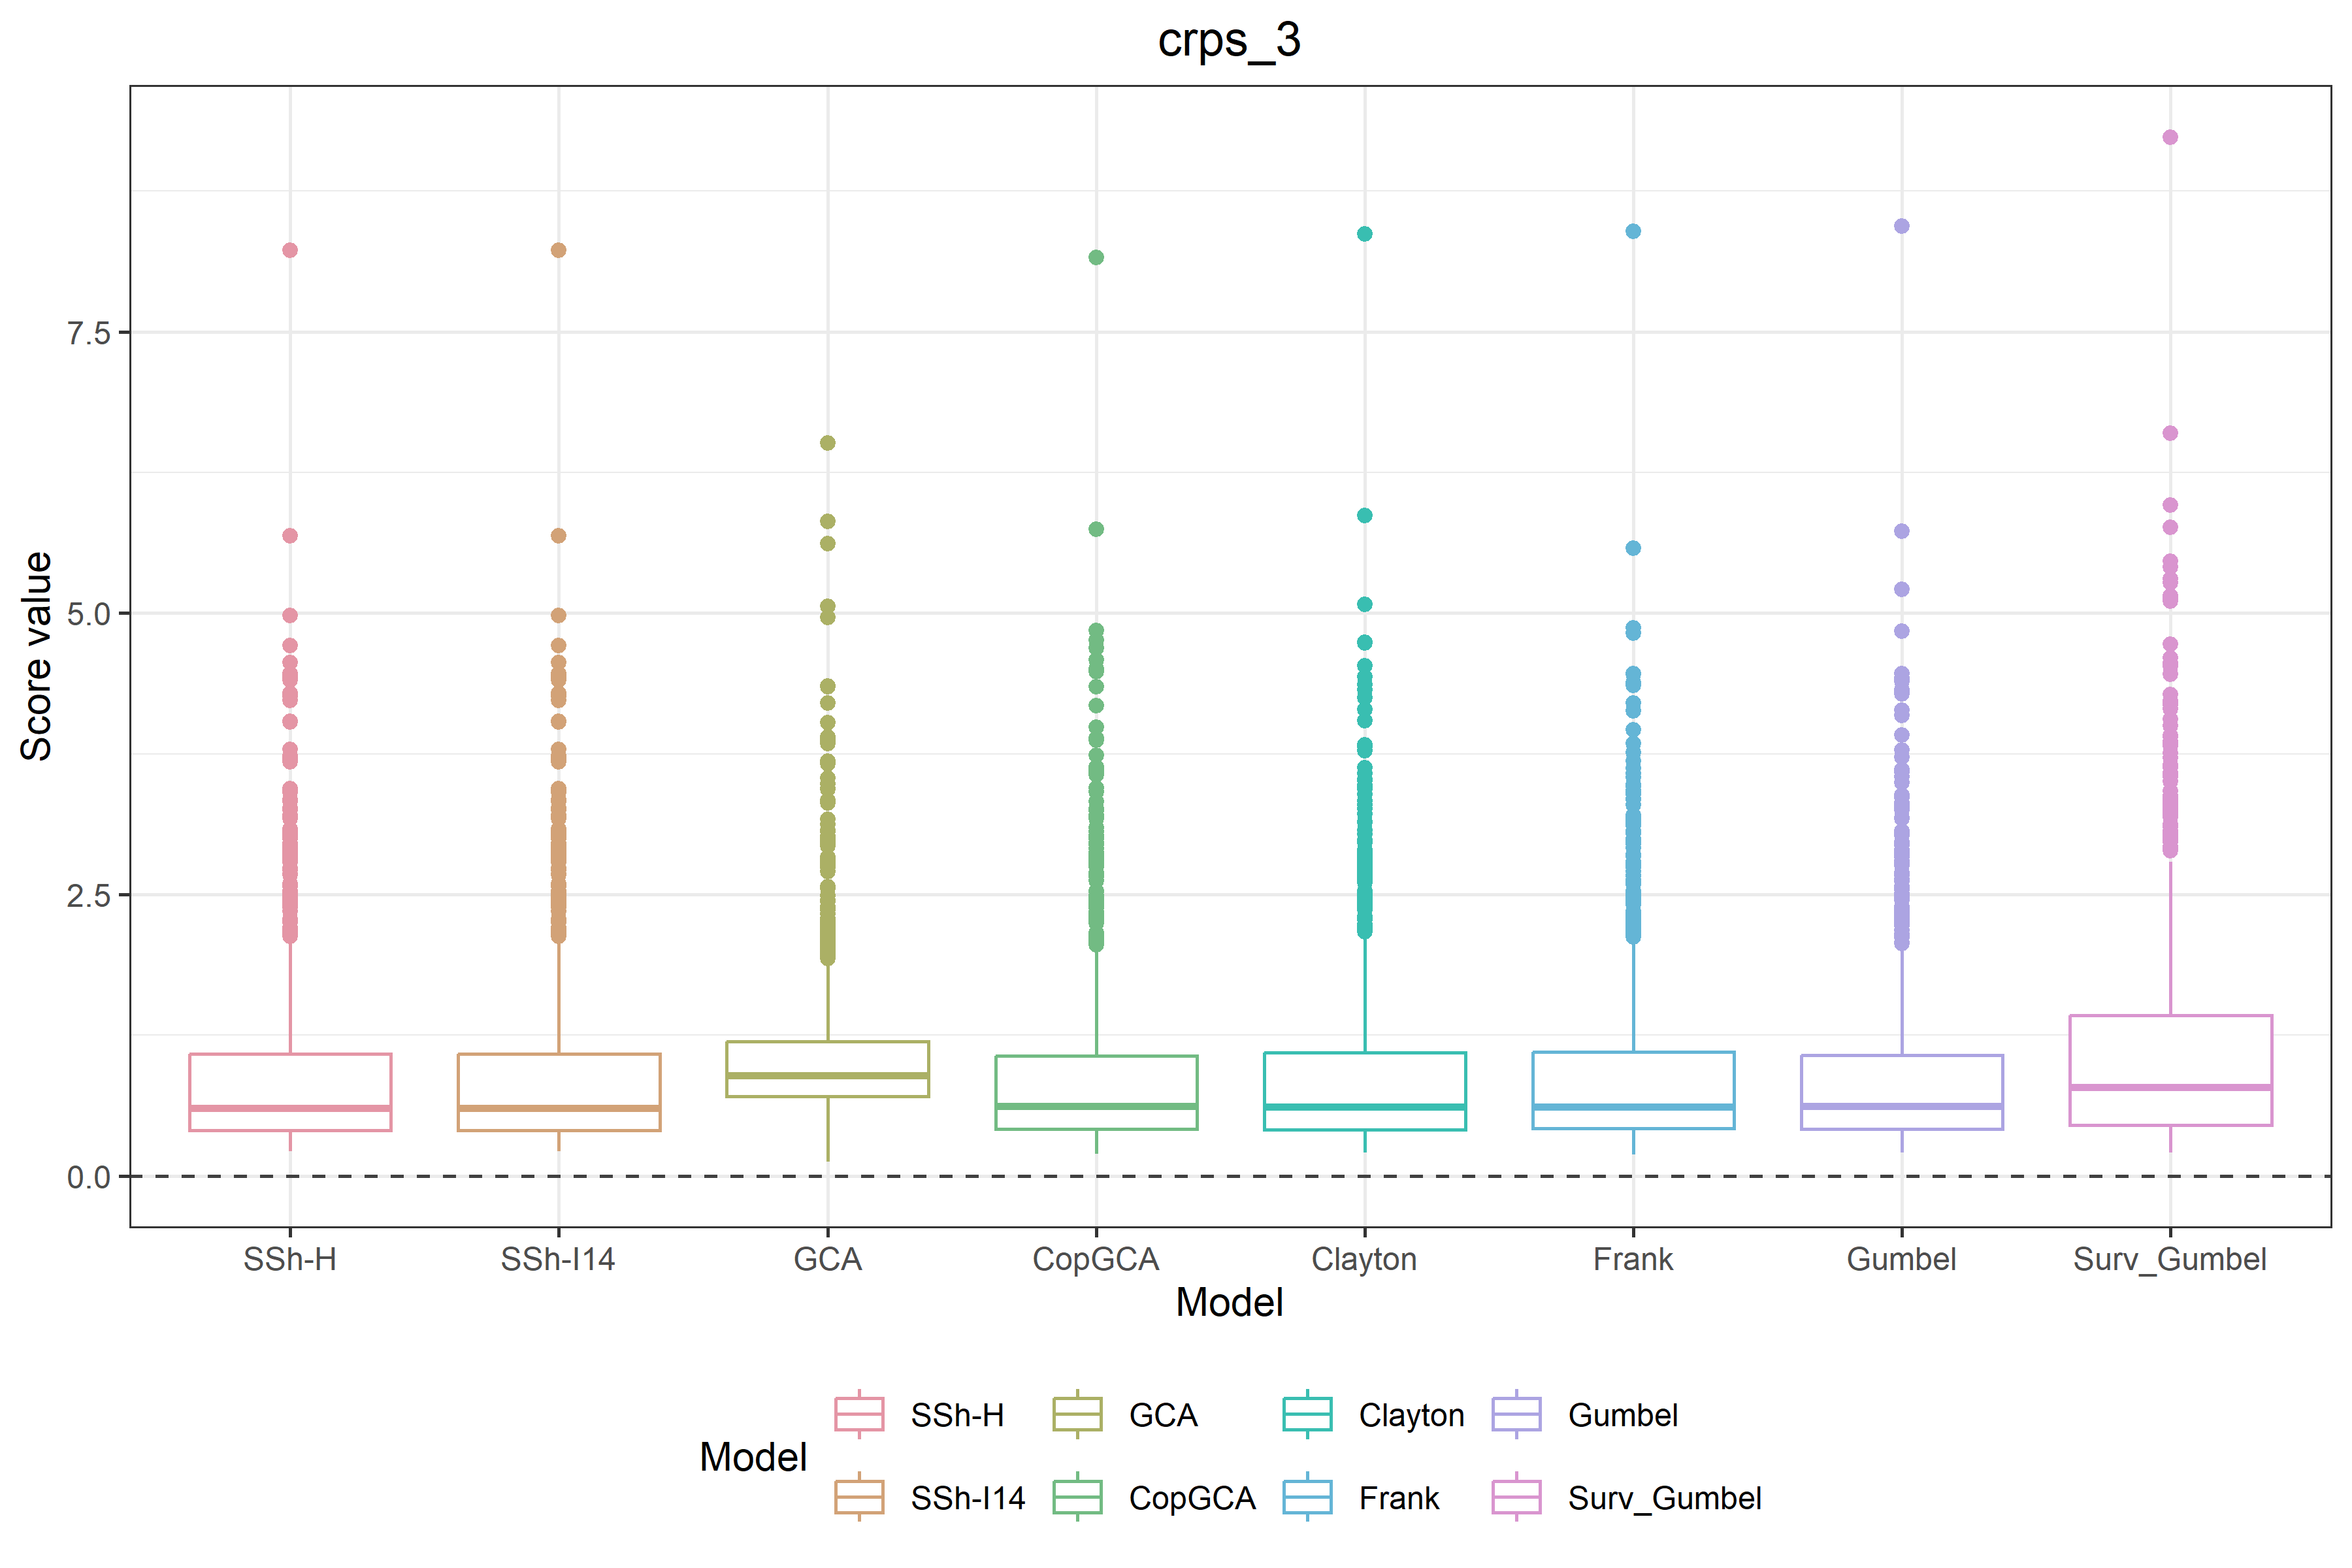 crps_3
Score value
7.5
5.0
2.5
0.0
SSh-H SSh-I14 GCA CopGCA Clayton Frank Gumbel Surv_Gumbel
Model
Model
SSh-H GCA Clayton Gumbel
SSh-I14 CopGCA Frank Surv_Gumbel